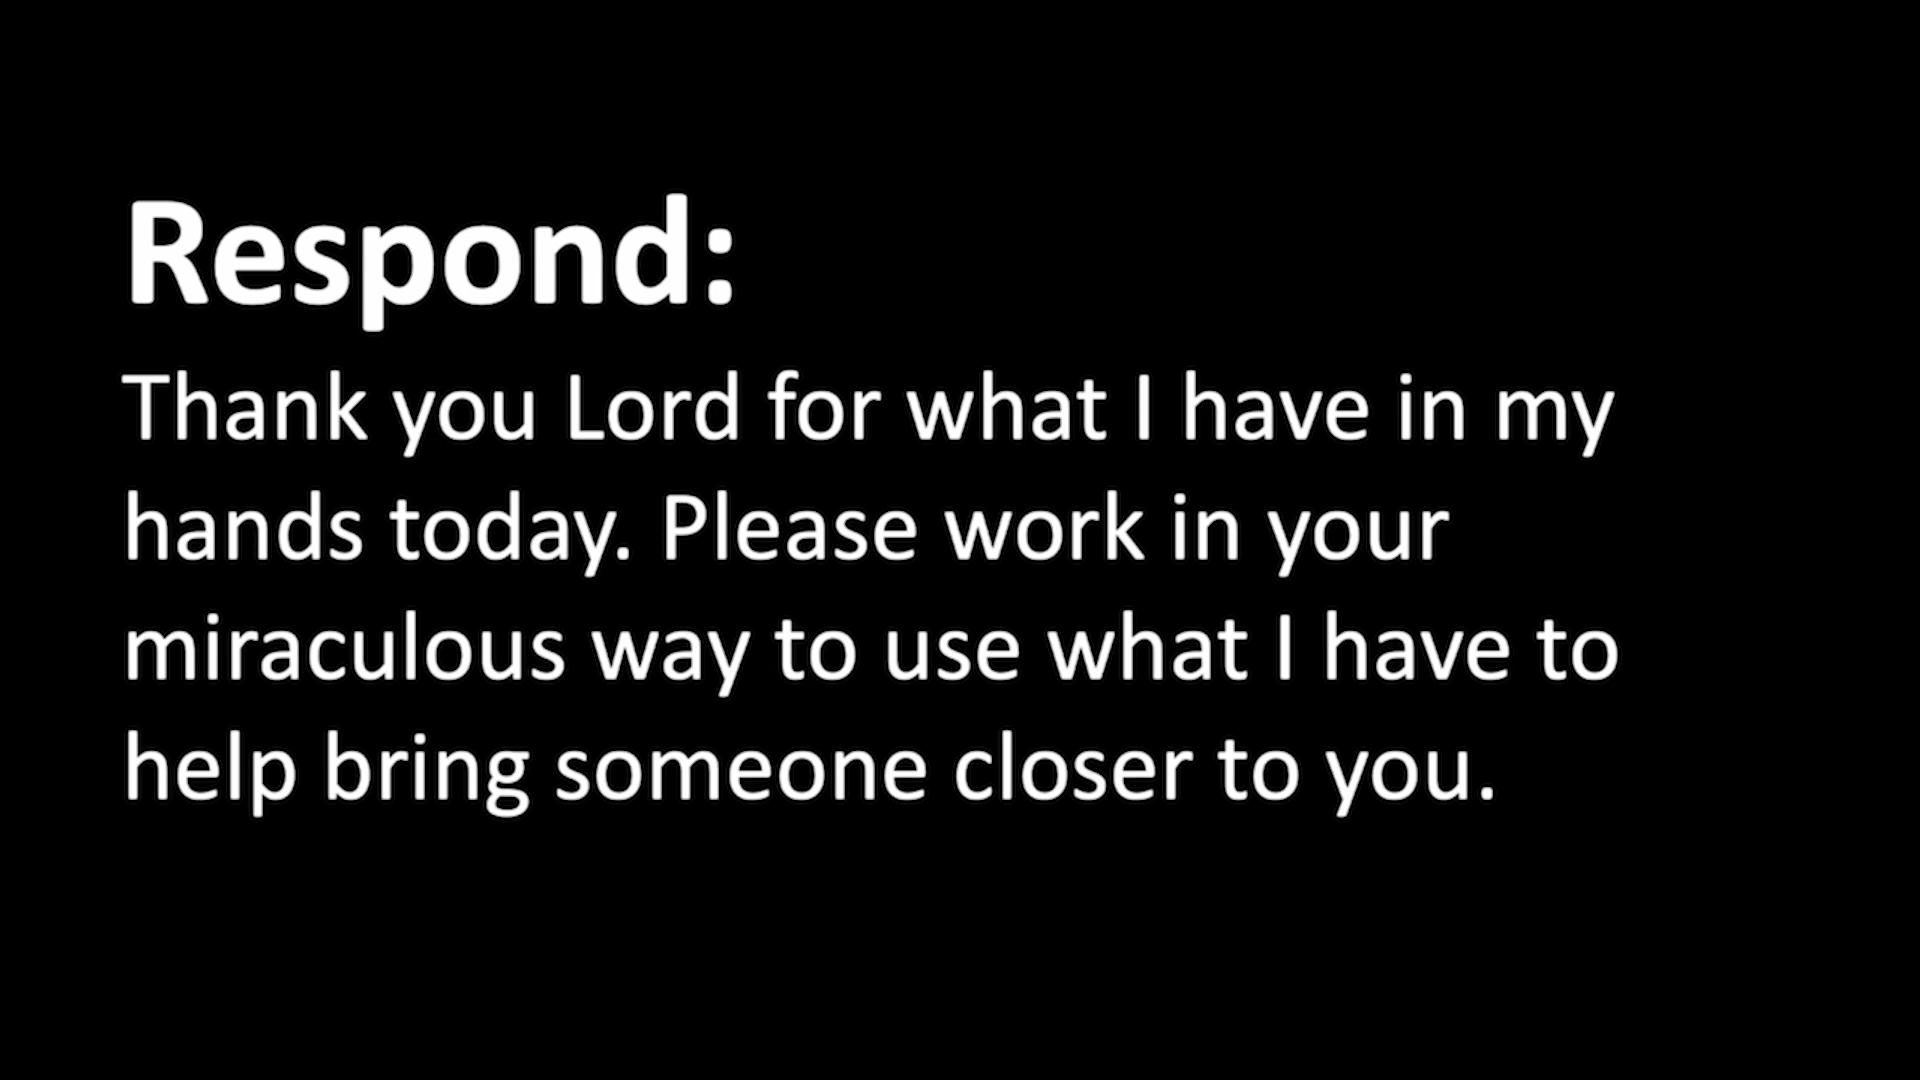 Respond:
Thank you Lord for what I have in my
hands today. Please work in your
miraculous way to use what I have to
help bring someone closer to you.